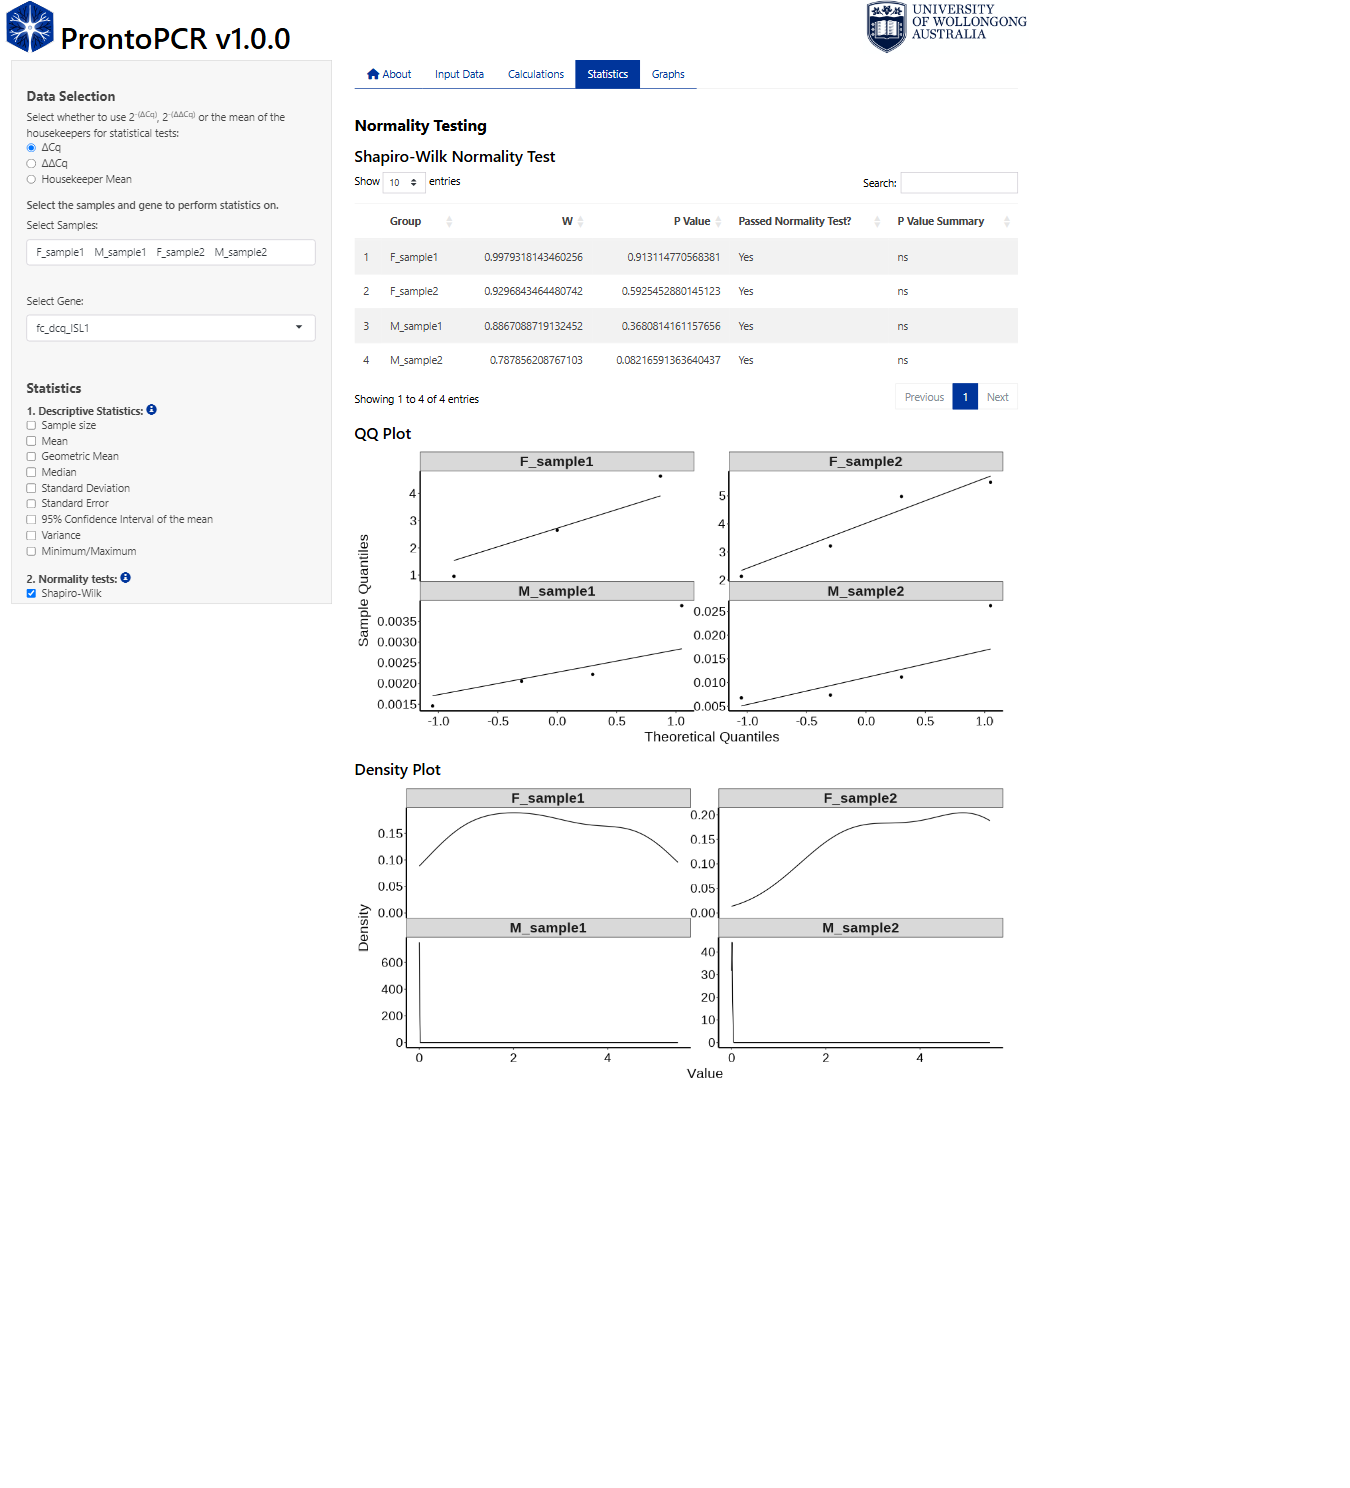 ProntoPCR v1.0.0
UNIVERSITY
OF WOLLONGONG
AUSTRALIA
Data Selection
Select whether to use 2^-(ΔCq), 2^-(ΔΔCq) or the mean of the
housekeepers for statistical tests:
ΔCq
ΔΔCq
Housekeeper Mean
Select the samples and gene to perform statistics on.
Select Samples:
F_sample1 M_sample1 F_sample2 M_sample2
Select Gene:
fc_dcq_ISL1
Statistics
1. Descriptive Statistics:
Sample size
Mean
Geometric Mean
Median
Standard Deviation
Standard Error
95% Confidence Interval of the mean
Variance
Minimum/Maximum
2. Normality tests:
Shapiro-Wilk
About Input Data Calculations Statistics Graphs
Normality Testing
Shapiro-Wilk Normality Test
Show 10 entries Search:
Group W P Value Passed Normality Test? P Value Summary
1 F_sample1 0.9979318143460256 0.913114770568381 Yes ns
2 F_sample2 0.9296843464480742 0.5925452880145123 Yes ns
3 M_sample1 0.8867088719132452 0.3680814161157656 Yes ns
4 M_sample2 0.787856208767103 0.08216591363640437 Yes ns
Showing 1 to 4 of 4 entries Previous 1 Next
QQ Plot
F_sample1 F_sample2
4
3
2
1
5
4
3
2
Sample Quantiles
M_sample1 M_sample2
0.0035
0.0030
0.0025
0.0020
0.0015
0.025
0.020
0.015
0.010
0.005
-1.0 -0.5 0.0 0.5 1.0 -1.0 -0.5 0.0 0.5 1.0
Theoretical Quantiles
Density Plot
F_sample1 F_sample2
0.15
0.10
0.05
0.00
0.20
0.15
0.10
0.05
0.00
Density
M_sample1 M_sample2
600
400
200
0
40
30
20
10
0
0 2 4 0 2 4
Value